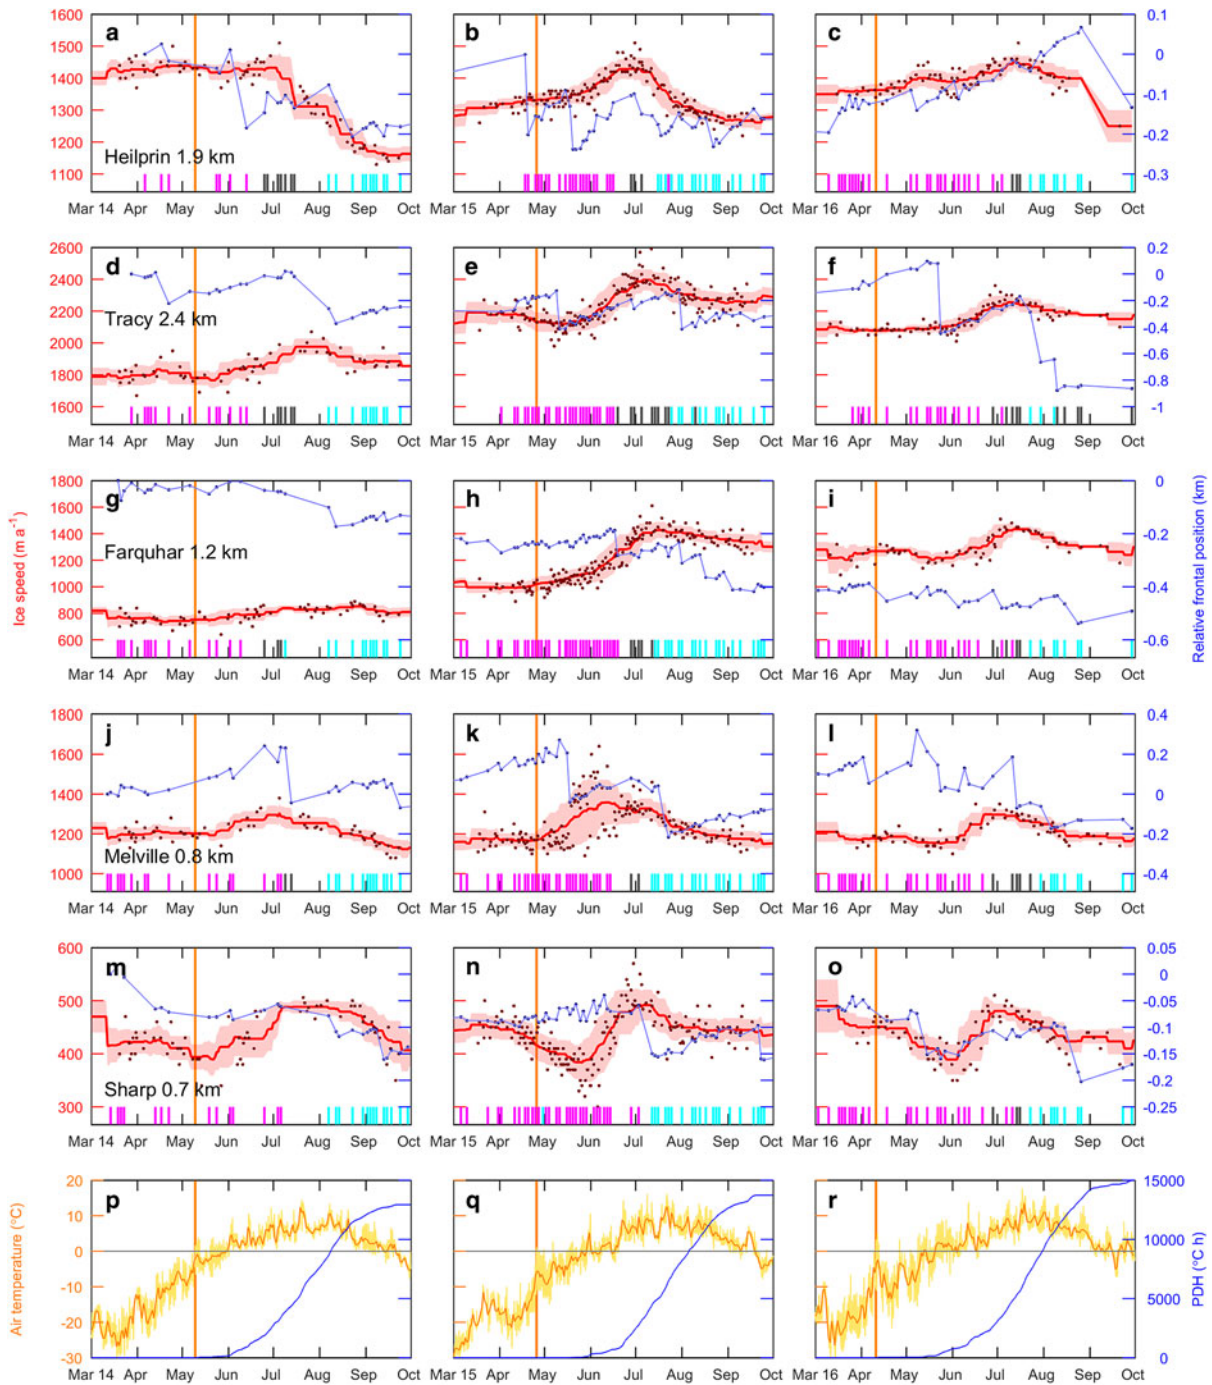 1600 1500 1400 1300 1200 1100
a
Heilprin 1.9 km
Mar 14 Apr May Jun Jul Aug Sep Oct
b
Mar 15 Apr May Jun Jul Aug Sep Oct
c
Mar 14 Apr May Jun Jul Aug Sep Oct
0.1 0 -0.1 -0.2 -0.3
2600 2400 2200 2000 1800 1600
d
Tracy 2.4 km
Mar 14 Apr May Jun Jul Aug Sep Oct
e
Mar 15 Apr May Jun Jul Aug Sep Oct
f
Mar 16 Apr May Jun Jul Aug Sep Oct
0.2 0 -0.2 -0.4 -0.6 -0.8 -1
Ice speed (m a⁻¹)
1800 1600 1400 1200 1000 800 600
g
Farquhar 1.2 km
Mar 14 Apr May Jun Jul Aug Sep Oct
h
Mar 15 Apr May Jun Jul Aug Sep Oct
i
Mar 16 Apr May Jun Jul Aug Sep Oct
0 -0.2 -0.4 -0.6
Relative frontal position (km)
1800 1600 1400 1200 1000
j
Melville 0.8 km
Mar 14 Apr May Jun Jul Aug Sep Oct
k
Mar 15 Apr May Jun Jul Aug Sep Oct
l
Mar 16 Apr May Jun Jul Aug Sep Oct
0.4 0.2 0 -0.2 -0.4
600 500 400 300
m
Sharp 0.7 km
Mar 14 Apr May Jun Jul Aug Sep Oct
n
Mar 15 Apr May Jun Jul Aug Sep Oct
o
Mar 16 Apr May Jun Jul Aug Sep Oct
0.05 0 -0.05 -0.1 -0.15 -0.2 -0.25
Air temperature (°C)
20 10 0 -10 -20 -30
p
Mar 14 Apr May Jun Jul Aug Sep Oct
q
Mar 15 Apr May Jun Jul Aug Sep Oct
r
Mar 16 Apr May Jun Jul Aug Sep Oct
15000 10000 5000 0
PDH (°C h)